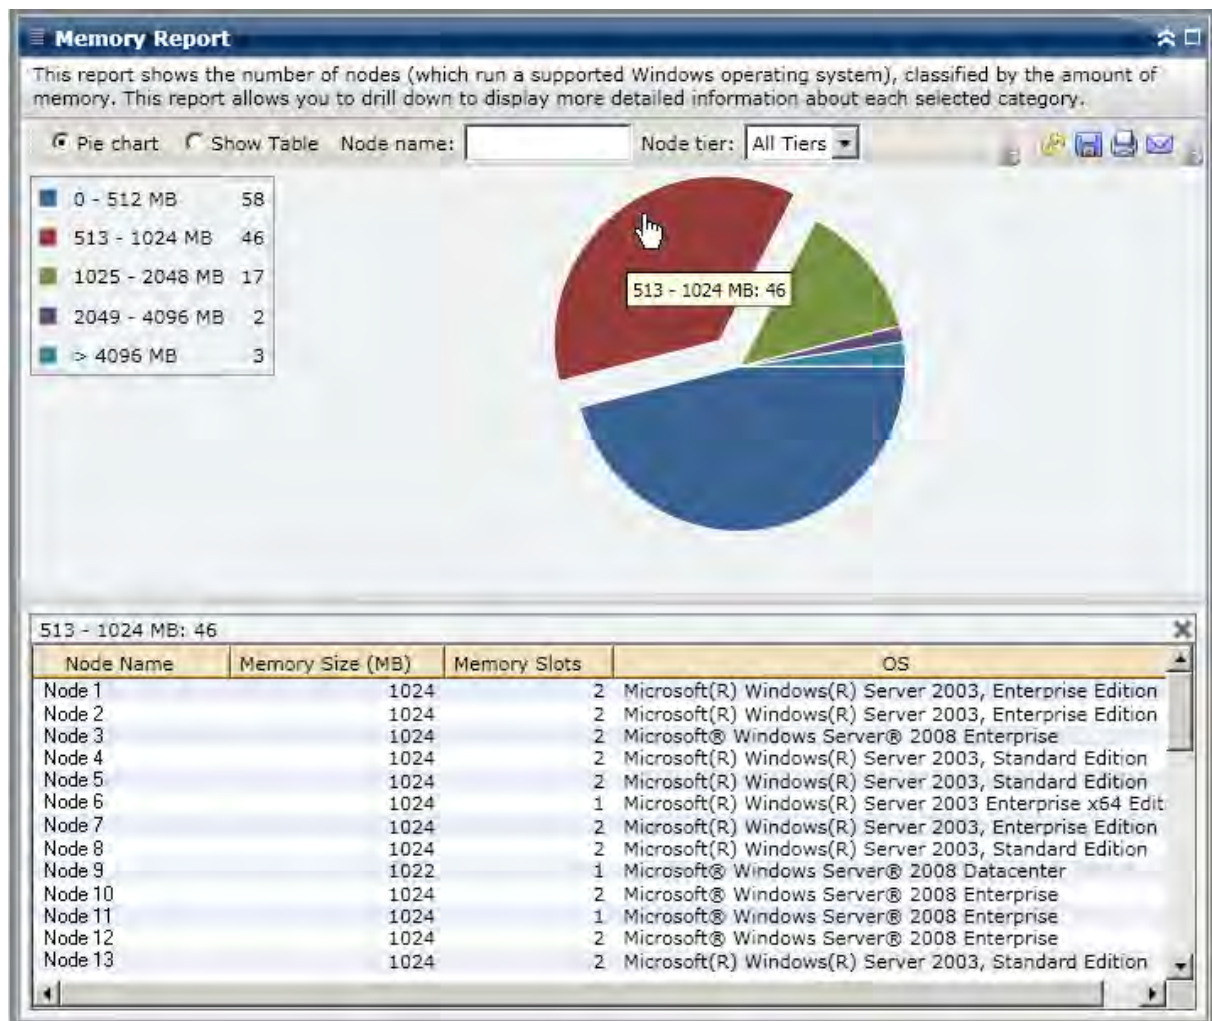 Memory Report
This report shows the number of nodes (which run a supported Windows operating system), classified by the amount of
memory. This report allows you to drill down to display more detailed information about each selected category.
Pie chart Show Table Node name: Node tier: All Tiers
0 - 512 MB 58
513 - 1024 MB 46
1025 - 2048 MB 17
2049 - 4096 MB 2
> 4096 MB 3
513 - 1024 MB: 46
513 - 1024 MB: 46
Node Name Memory Size (MB) Memory Slots OS
Node 1 1024 2 Microsoft(R) Windows(R) Server 2003, Enterprise Edition
Node 2 1024 2 Microsoft(R) Windows(R) Server 2003, Enterprise Edition
Node 3 1024 2 Microsoft® Windows Server® 2008 Enterprise
Node 4 1024 2 Microsoft(R) Windows(R) Server 2003, Standard Edition
Node 5 1024 2 Microsoft(R) Windows(R) Server 2003, Standard Edition
Node 6 1024 1 Microsoft(R) Windows(R) Server 2003 Enterprise x64 Edit
Node 7 1024 2 Microsoft(R) Windows(R) Server 2003, Enterprise Edition
Node 8 1024 2 Microsoft(R) Windows(R) Server 2003, Standard Edition
Node 9 1022 1 Microsoft® Windows Server® 2008 Datacenter
Node 10 1024 2 Microsoft® Windows Server® 2008 Enterprise
Node 11 1024 1 Microsoft® Windows Server® 2008 Enterprise
Node 12 1024 2 Microsoft® Windows Server® 2008 Enterprise
Node 13 1024 2 Microsoft(R) Windows(R) Server 2003, Standard Edition